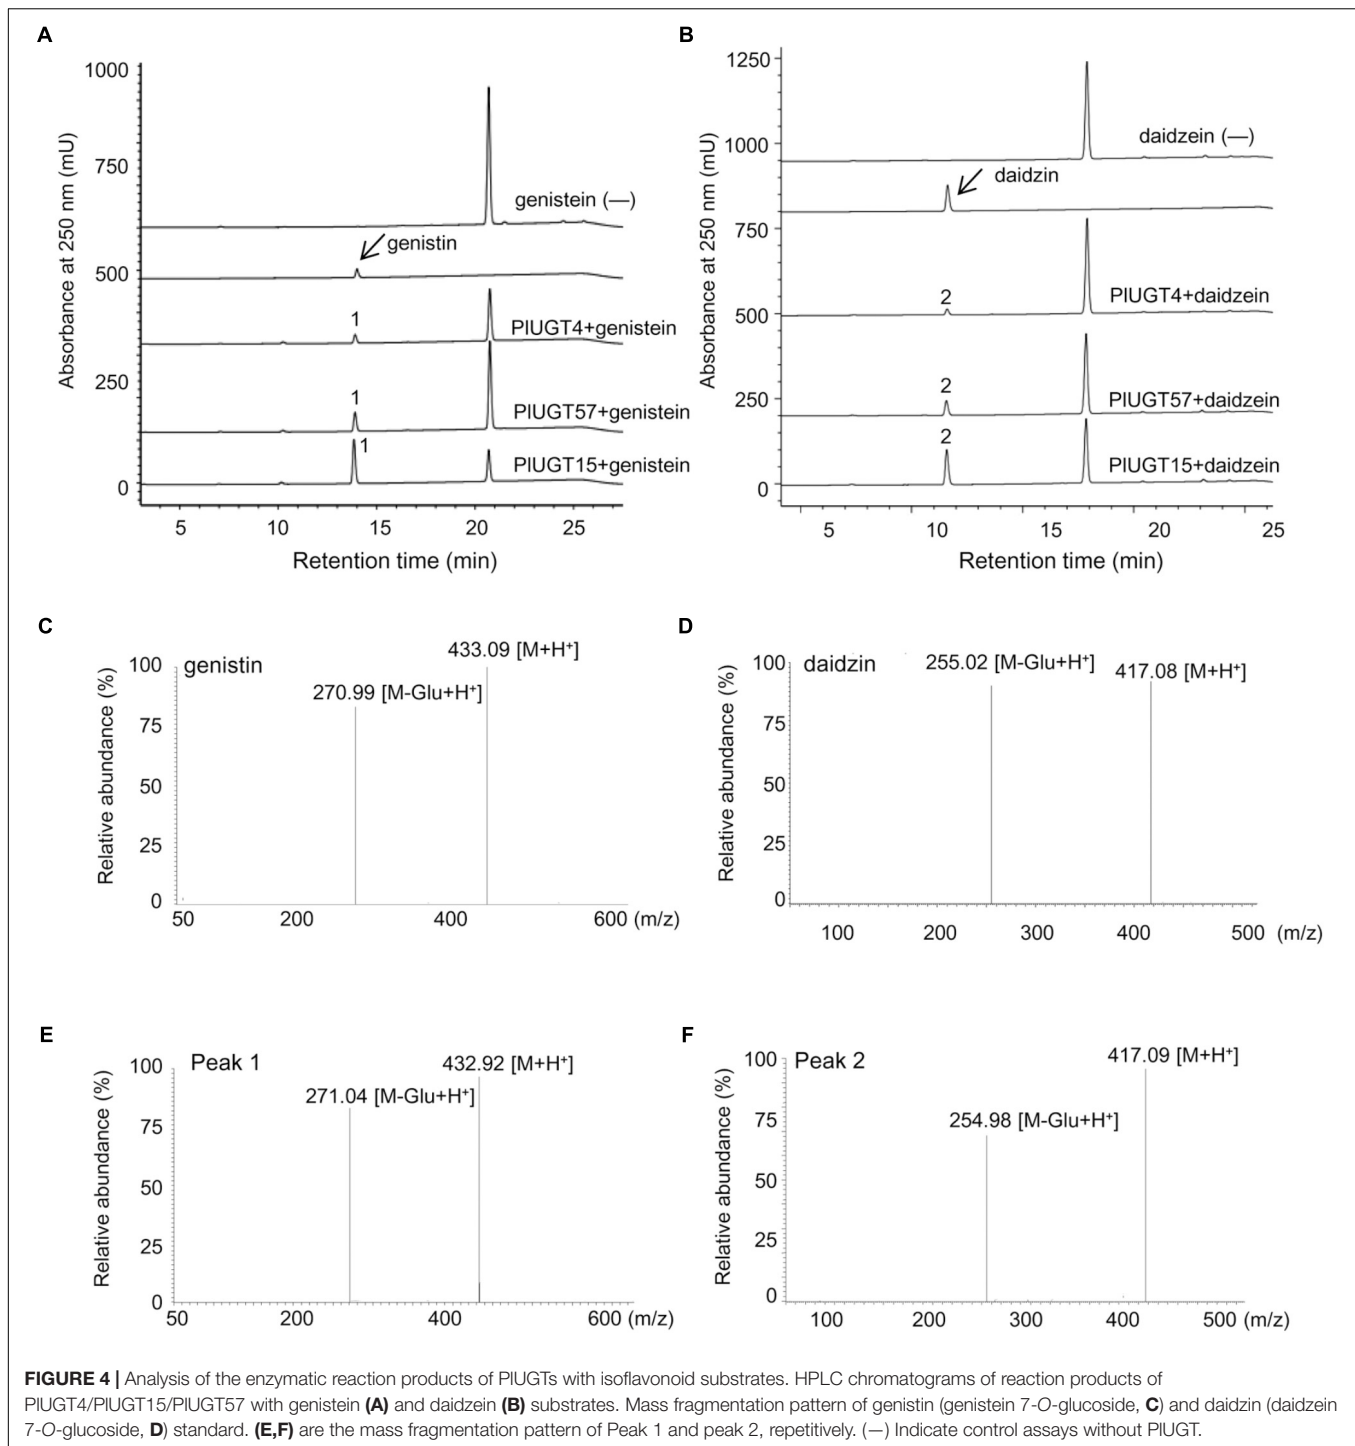 A
1000
750
500
250
0
Absorbance at 250 nm (mU)
genistein (—)
genistin
1
PlUGT4+genistein
1
PlUGT57+genistein
1
PlUGT15+genistein
5 10 15 20 25
Retention time (min)
B
1250
1000
750
500
250
0
Absorbance at 250 nm (mU)
daidzein (—)
daidzin
2
PlUGT4+daidzein
2
PlUGT57+daidzein
2
PlUGT15+daidzein
5 10 15 20 25
Retention time (min)
C
genistin
100
75
50
25
0
Relative abundance (%)
433.09 [M+H⁺]
270.99 [M-Glu+H⁺]
50 200 400 600 (m/z)
D
daidzin
100
75
50
25
0
Relative abundance (%)
255.02 [M-Glu+H⁺]
417.08 [M+H⁺]
100 200 300 400 500 (m/z)
E
Peak 1
100
75
50
25
0
Relative abundance (%)
432.92 [M+H⁺]
271.04 [M-Glu+H⁺]
50 200 400 600 (m/z)
F
Peak 2
100
75
50
25
0
Relative abundance (%)
417.09 [M+H⁺]
254.98 [M-Glu+H⁺]
100 200 300 400 500 (m/z)
FIGURE 4 | Analysis of the enzymatic reaction products of PlUGTs with isoflavonoid substrates. HPLC chromatograms of reaction products of
PlUGT4/PlUGT15/PlUGT57 with genistein (A) and daidzein (B) substrates. Mass fragmentation pattern of genistin (genistein 7-O-glucoside, C) and daidzin (daidzein
7-O-glucoside, D) standard. (E,F) are the mass fragmentation pattern of Peak 1 and peak 2, repetitively. (—) Indicate control assays without PlUGT.